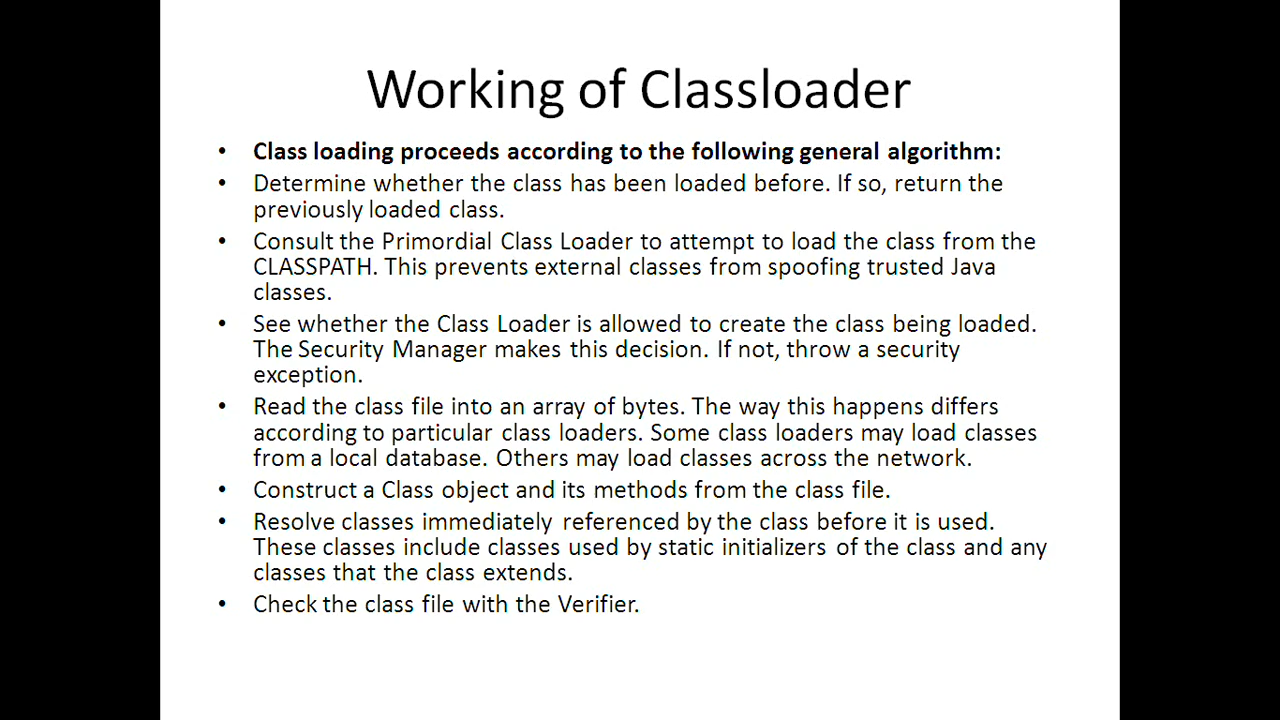 Working of Classloader
• Class loading proceeds according to the following general algorithm:
• Determine whether the class has been loaded before. If so, return the
previously loaded class.
• Consult the Primordial Class Loader to attempt to load the class from the
CLASSPATH. This prevents external classes from spoofing trusted Java
classes.
• See whether the Class Loader is allowed to create the class being loaded.
The Security Manager makes this decision. If not, throw a security
exception.
• Read the class file into an array of bytes. The way this happens differs
according to particular class loaders. Some class loaders may load classes
from a local database. Others may load classes across the network.
• Construct a Class object and its methods from the class file.
• Resolve classes immediately referenced by the class before it is used.
These classes include classes used by static initializers of the class and any
classes that the class extends.
• Check the class file with the Verifier.